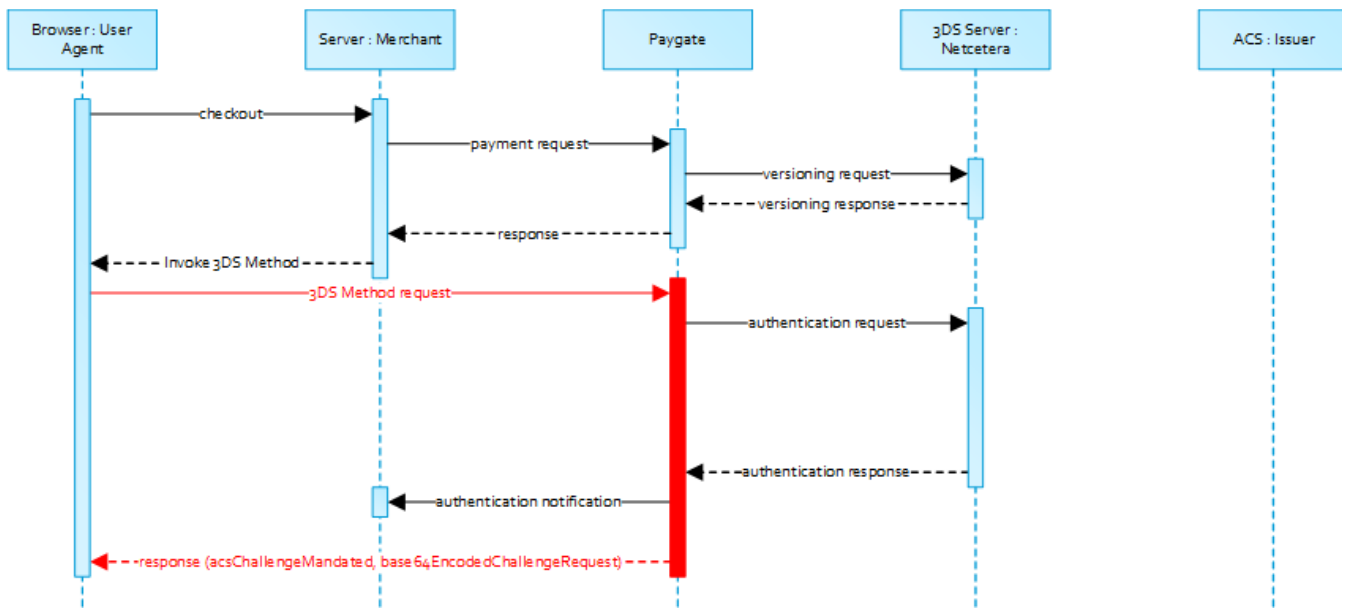 Browser : User
Agent
Server : Merchant
Paygate
3DS Server :
Netcetera
ACS : Issuer
checkout
payment request
versioning request
versioning response
response
Invoke 3DS Method
3DS Method request
authentication request
authentication response
authentication notification
response (acsChallengeMandated, base64EncodedChallengeRequest)